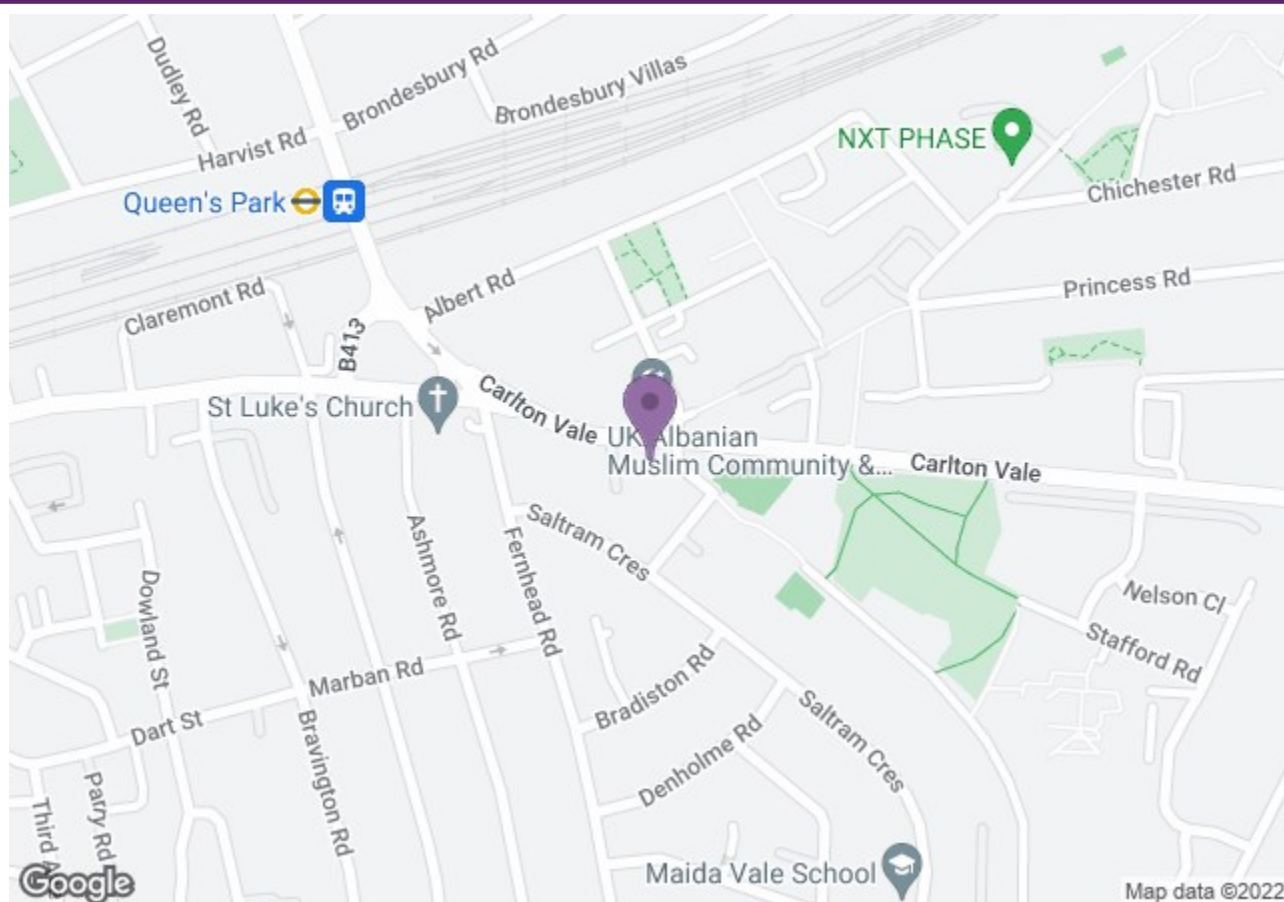 Dudley Rd
Brondesbury Rd
Brondesbury Villas
Harvist Rd
NXT PHASE
Chichester Rd
Queen's Park
Princess Rd
Claremont Rd
Albert Rd
B413
Carlton Vale
St Luke's Church
UK Albanian
Muslim Community &...
Carlton Vale
Saltram Cres
Ashmore Rd
Fernhead Rd
Dowland St
Nelson Cl
Stafford Rd
Marban Rd
Bradiston Rd
Dart St
Bravington Rd
Saltram Cres
Denholme Rd
Parry Rd
Third
Maida Vale School
Google
Map data ©2022